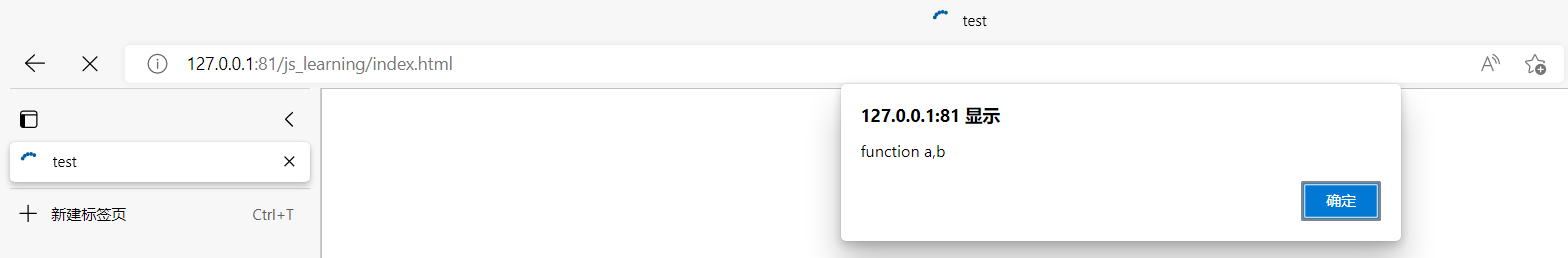 test
127.0.0.1:81/js_learning/index.html
127.0.0.1:81 显示
function a,b
确定
test
新建标签页 Ctrl+T